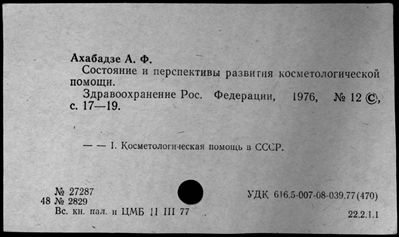 Ахабадзе А. Ф.
Состояние и перспективы развития косметологической
помощи.
Здравоохранение Рос. Федерации, 1976, № 12 ©,
с. 17—19.
— — I. Косметологическая помощь в СССР.
№ 27287
48 № 2829
Вс. кн. пал. и ЦМБ II III 77
УДК 616.5-007-08-039.77(470)
22.2.1.1